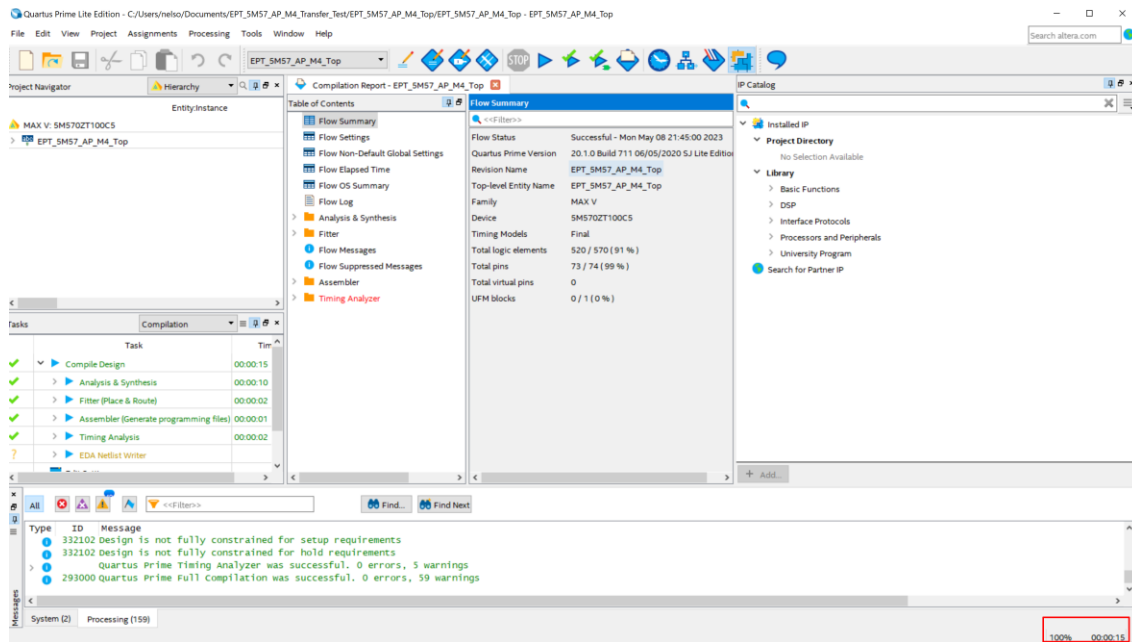 Quartus Prime Lite Edition - C:/Users/nelso/Documents/EPT_5M57_AP_M4_Transfer_Test/EPT_5M57_AP_M4_Top/EPT_5M57_AP_M4_Top - EPT_5M57_AP_M4_Top
File Edit View Project Assignments Processing Tools Window Help
Search altera.com
EPT_5M57_AP_M4_Top
STOP
Project Navigator
Hierarchy
Entity:Instance
MAX V: 5M570ZT100C5
EPT_5M57_AP_M4_Top
Compilation Report - EPT_5M57_AP_M4_Top
Table of Contents
Flow Summary
Flow Settings
Flow Non-Default Global Settings
Flow Elapsed Time
Flow OS Summary
Flow Log
Analysis & Synthesis
Fitter
Flow Messages
Flow Suppressed Messages
Assembler
Timing Analyzer
Flow Summary
<<Filter>>
Flow Status Successful - Mon May 08 21:45:00 2023
Quartus Prime Version 20.1.0 Build 711 06/05/2020 SJ Lite Edition
Revision Name EPT_5M57_AP_M4_Top
Top-level Entity Name EPT_5M57_AP_M4_Top
Family MAX V
Device 5M570ZT100C5
Timing Models Final
Total logic elements 520 / 570 ( 91 % )
Total pins 73 / 74 ( 99 % )
Total virtual pins 0
UFM blocks 0 / 1 ( 0 % )
IP Catalog
Installed IP
Project Directory
No Selection Available
Library
Basic Functions
DSP
Interface Protocols
Processors and Peripherals
University Program
Search for Partner IP
+ Add...
Tasks
Compilation
Task Tim
Compile Design 00:00:15
Analysis & Synthesis 00:00:10
Fitter (Place & Route) 00:00:02
Assembler (Generate programming files) 00:00:01
Timing Analysis 00:00:02
EDA Netlist Writer
All
<<Filter>>
Find...
Find Next
Type ID Message
332102 Design is not fully constrained for setup requirements
332102 Design is not fully constrained for hold requirements
Quartus Prime Timing Analyzer was successful. 0 errors, 5 warnings
293000 Quartus Prime Full Compilation was successful. 0 errors, 59 warnings
Messages
System (2) Processing (159)
100% 00:00:15